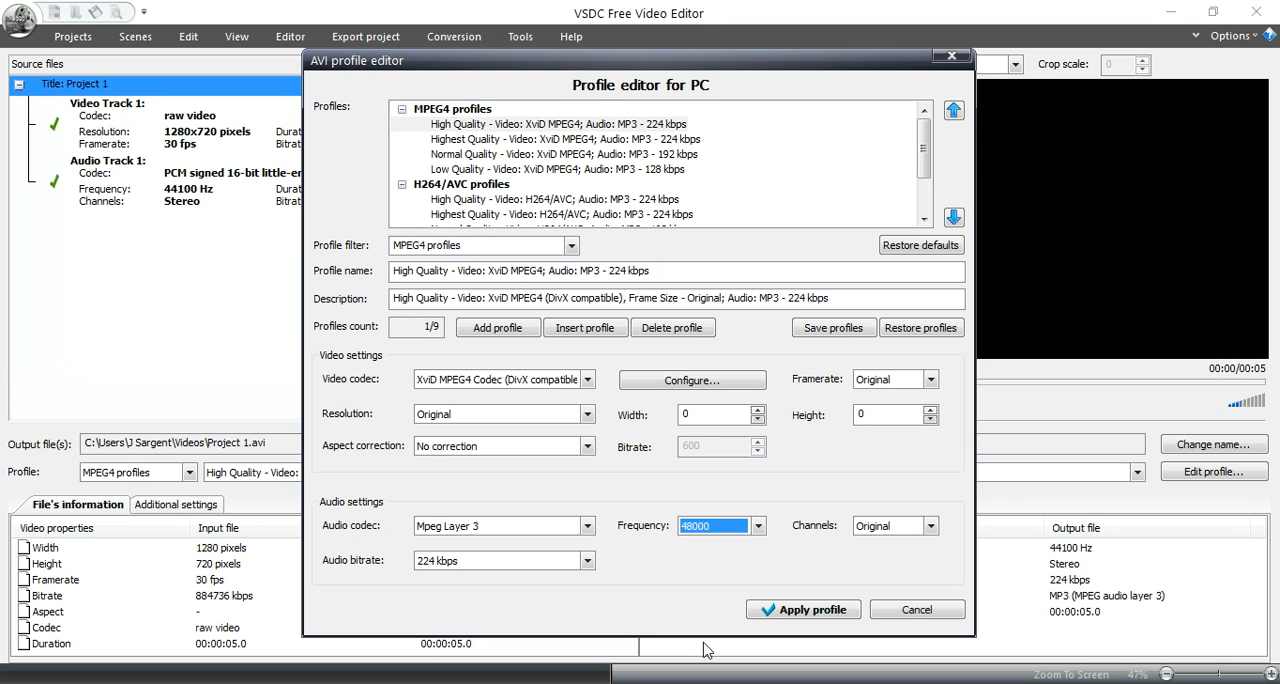 VSDC Free Video Editor
Projects Scenes Edit View Editor Export project Conversion Tools Help Options
Source files
Title: Project 1
Video Track 1:
Codec: raw video
Resolution: 1280x720 pixels Durat
Framerate: 30 fps Bitrat
Audio Track 1:
Codec: PCM signed 16-bit little-en
Frequency: 44100 Hz Durat
Channels: Stereo Bitrat
Crop scale: 0
00:00/00:05
AVI profile editor
Profile editor for PC
Profiles:
MPEG4 profiles
High Quality - Video: XviD MPEG4; Audio: MP3 - 224 kbps
Highest Quality - Video: XviD MPEG4; Audio: MP3 - 224 kbps
Normal Quality - Video: XviD MPEG4; Audio: MP3 - 192 kbps
Low Quality - Video: XviD MPEG4; Audio: MP3 - 128 kbps
H264/AVC profiles
High Quality - Video: H264/AVC; Audio: MP3 - 224 kbps
Highest Quality - Video: H264/AVC; Audio: MP3 - 224 kbps
Profile filter: MPEG4 profiles Restore defaults
Profile name: High Quality - Video: XviD MPEG4; Audio: MP3 - 224 kbps
Description: High Quality - Video: XviD MPEG4 (DivX compatible), Frame Size - Original; Audio: MP3 - 224 kbps
Profiles count: 1/9 Add profile Insert profile Delete profile Save profiles Restore profiles
Video settings
Video codec: XviD MPEG4 Codec (DivX compatible Configure... Framerate: Original
Resolution: Original Width: 0 Height: 0
Aspect correction: No correction Bitrate: 600
Audio settings
Audio codec: Mpeg Layer 3 Frequency: 48000 Channels: Original
Audio bitrate: 224 kbps
Apply profile Cancel
Output file(s): C:\Users\J Sargent\Videos\Project 1.avi Change name...
Profile: MPEG4 profiles High Quality - Video: Edit profile...
File's information Additional settings
Video properties Input file Output file
Width 1280 pixels 44100 Hz
Height 720 pixels Stereo
Framerate 30 fps 224 kbps
Bitrate 884736 kbps MP3 (MPEG audio layer 3)
Aspect - 00:00:05.0
Codec raw video
Duration 00:00:05.0 00:00:05.0
Zoom To Screen 47%